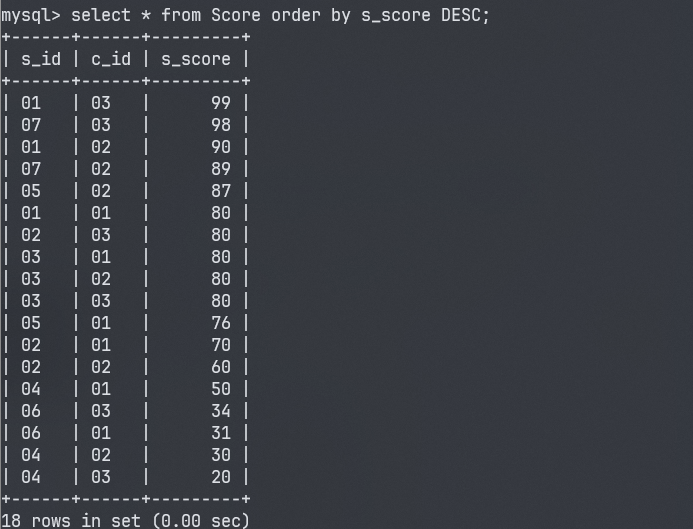 mysql> select * from Score order by s_score DESC;
+------+------+---------+
| s_id | c_id | s_score |
+------+------+---------+
| 01   | 03   |      99 |
| 07   | 03   |      98 |
| 01   | 02   |      90 |
| 07   | 02   |      89 |
| 05   | 02   |      87 |
| 01   | 01   |      80 |
| 02   | 03   |      80 |
| 03   | 01   |      80 |
| 03   | 02   |      80 |
| 03   | 03   |      80 |
| 05   | 01   |      76 |
| 02   | 01   |      70 |
| 02   | 02   |      60 |
| 04   | 01   |      50 |
| 06   | 03   |      34 |
| 06   | 01   |      31 |
| 04   | 02   |      30 |
| 04   | 03   |      20 |
+------+------+---------+
18 rows in set (0.00 sec)